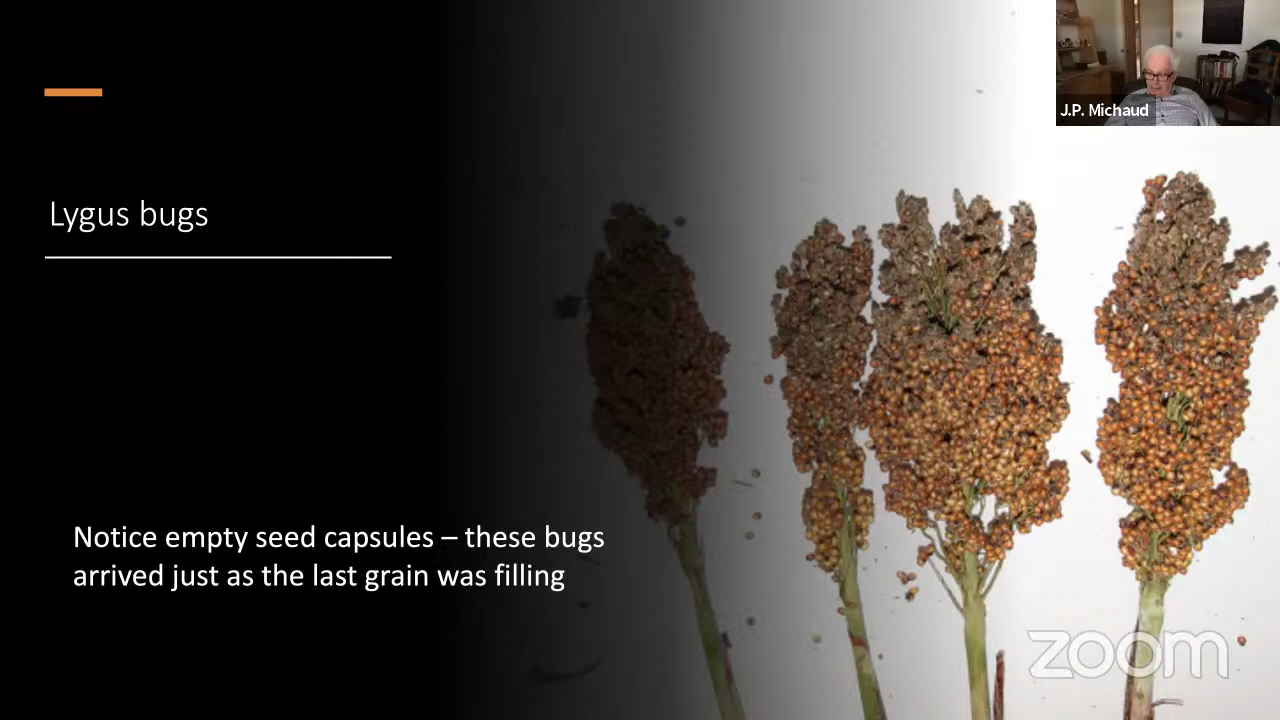 J.P. Michaud
Lygus bugs
Notice empty seed capsules – these bugs
arrived just as the last grain was filling
zoom